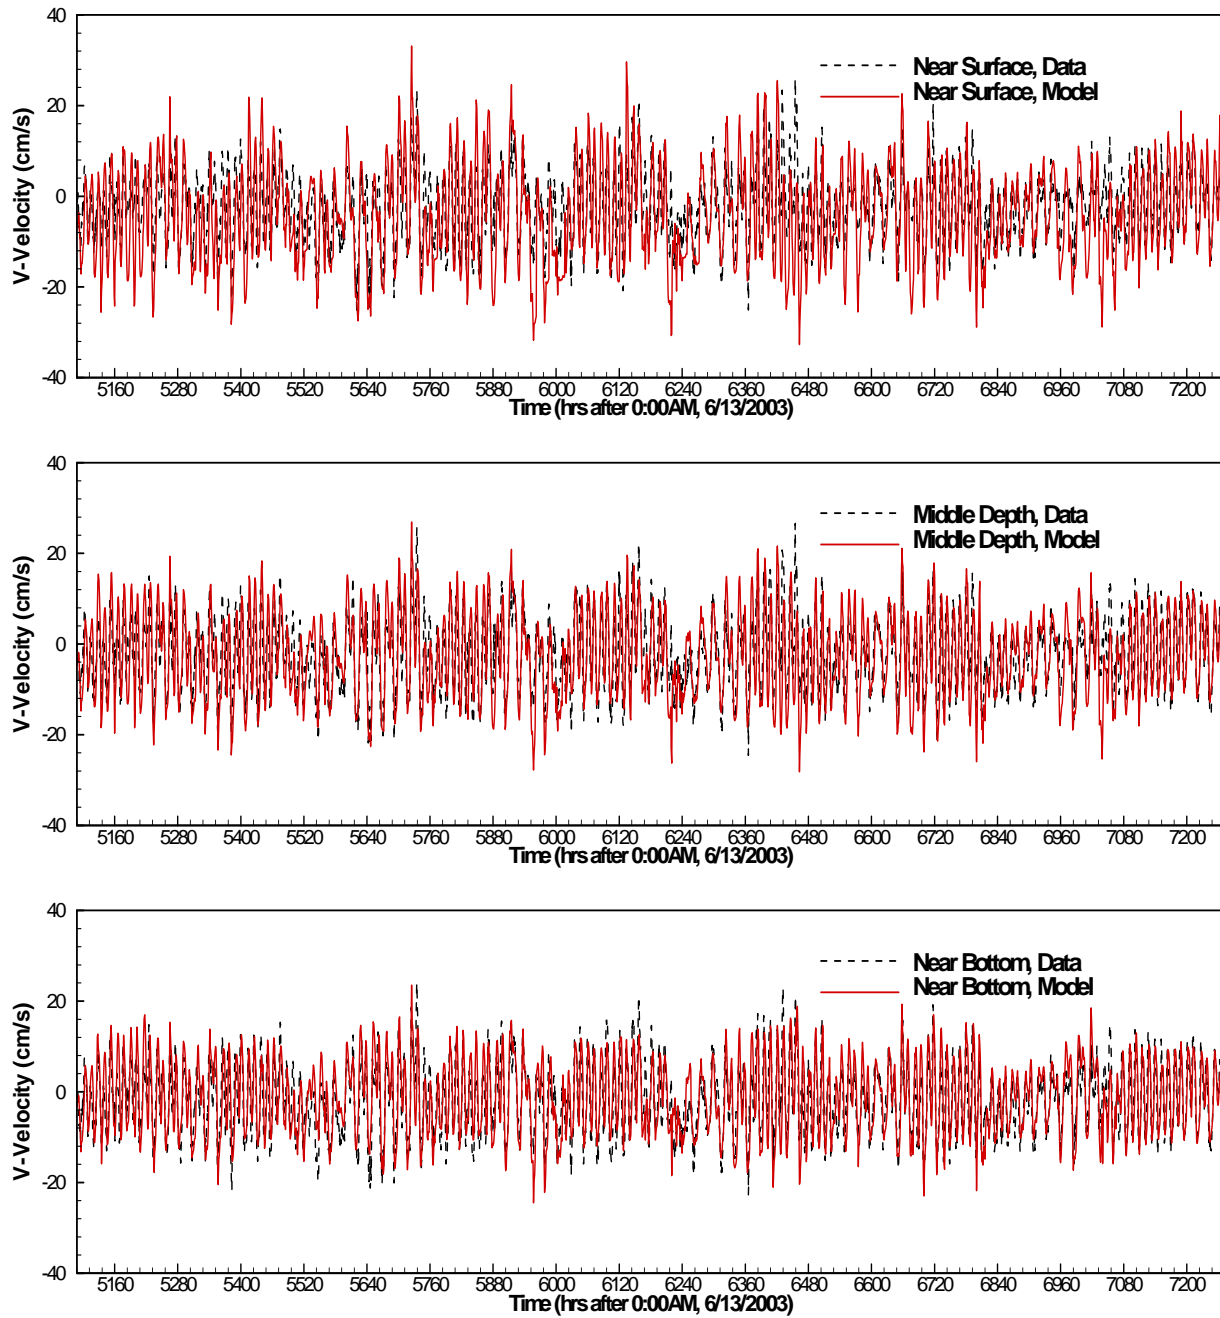 40
20
0
-20
-40
V-Velocity (cm/s)
Near Surface, Data
Near Surface, Model
5160 5280 5400 5520 5640 5760 5880 6000 6120 6240 6360 6480 6600 6720 6840 6960 7080 7200
Time (hrs after 0:00AM, 6/13/2003)
40
20
0
-20
-40
V-Velocity (cm/s)
Middle Depth, Data
Middle Depth, Model
5160 5280 5400 5520 5640 5760 5880 6000 6120 6240 6360 6480 6600 6720 6840 6960 7080 7200
Time (hrs after 0:00AM, 6/13/2003)
40
20
0
-20
-40
V-Velocity (cm/s)
Near Bottom, Data
Near Bottom, Model
5160 5280 5400 5520 5640 5760 5880 6000 6120 6240 6360 6480 6600 6720 6840 6960 7080 7200
Time (hrs after 0:00AM, 6/13/2003)